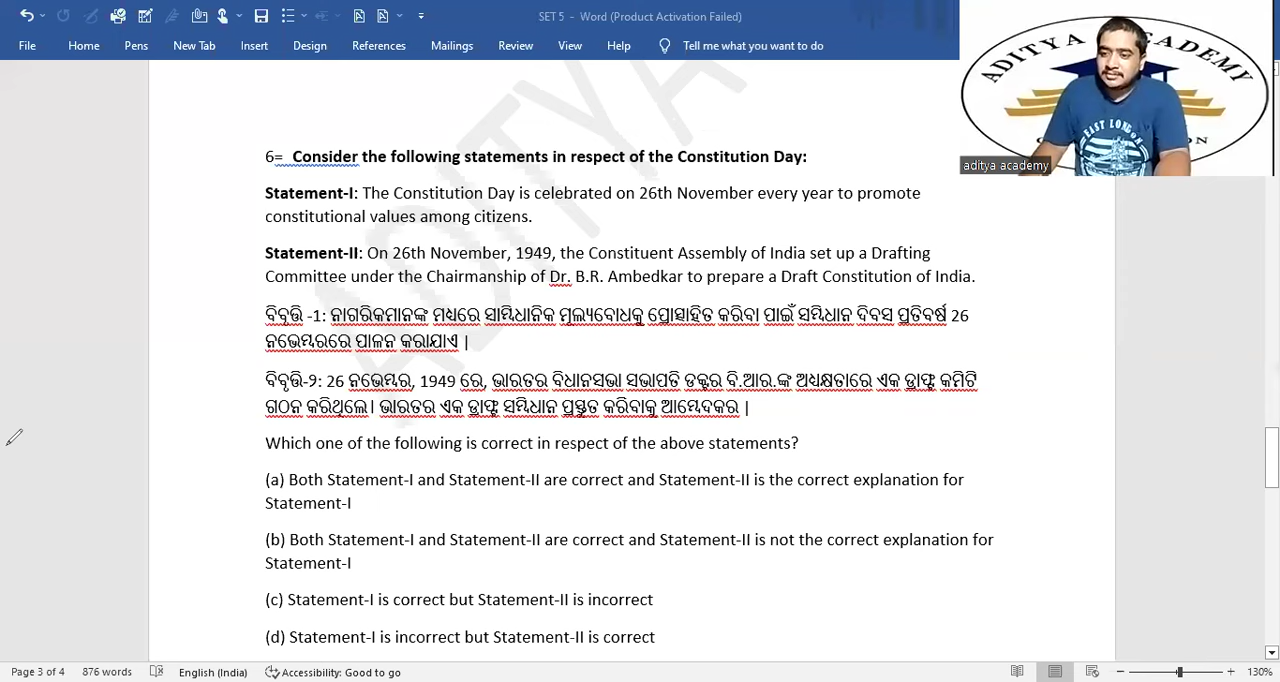 SET 5 - Word (Product Activation Failed)
File Home Pens New Tab Insert Draw Design References Mailings Review View Help Tell me what you want to do
ADITYA ACADEMY
EAST LONDON
aditya academy
ADITYA
6= Consider the following statements in respect of the Constitution Day:
Statement-I: The Constitution Day is celebrated on 26th November every year to promote
constitutional values among citizens.
Statement-II: On 26th November, 1949, the Constituent Assembly of India set up a Drafting
Committee under the Chairmanship of Dr. B.R. Ambedkar to prepare a Draft Constitution of India.
ବିବୃତ୍ତି -1: ନାଗରିକମାନଙ୍କ ମଧ୍ୟରେ ସାମ୍ବିଧାନିକ ମୂଲ୍ୟବୋଧକୁ ପ୍ରୋତ୍ସାହିତ କରିବା ପାଇଁ ସମ୍ବିଧାନ ଦିବସ ପ୍ରତିବର୍ଷ 26
ନଭେମ୍ବରରେ ପାଳନ କରାଯାଏ |
ବିବୃତ୍ତି-୨: 26 ନଭେମ୍ବର, 1949 ରେ, ଭାରତର ବିଧାନସଭା ସଭାପତି ଡକ୍ଟର ବି.ଆର.ଙ୍କ ଅଧ୍ୟକ୍ଷତାରେ ଏକ ଡ୍ରାଫ୍ଟ କମିଟି
ଗଠନ କରିଥିଲେ। ଭାରତର ଏକ ଡ୍ରାଫ୍ଟ ସମ୍ବିଧାନ ପ୍ରସ୍ତୁତ କରିବାକୁ ଆମ୍ବେଦକର |
Which one of the following is correct in respect of the above statements?
(a) Both Statement-I and Statement-II are correct and Statement-II is the correct explanation for
Statement-I
(b) Both Statement-I and Statement-II are correct and Statement-II is not the correct explanation for
Statement-I
(c) Statement-I is correct but Statement-II is incorrect
(d) Statement-I is incorrect but Statement-II is correct
Page 3 of 4 876 words English (India) Accessibility: Good to go 130%